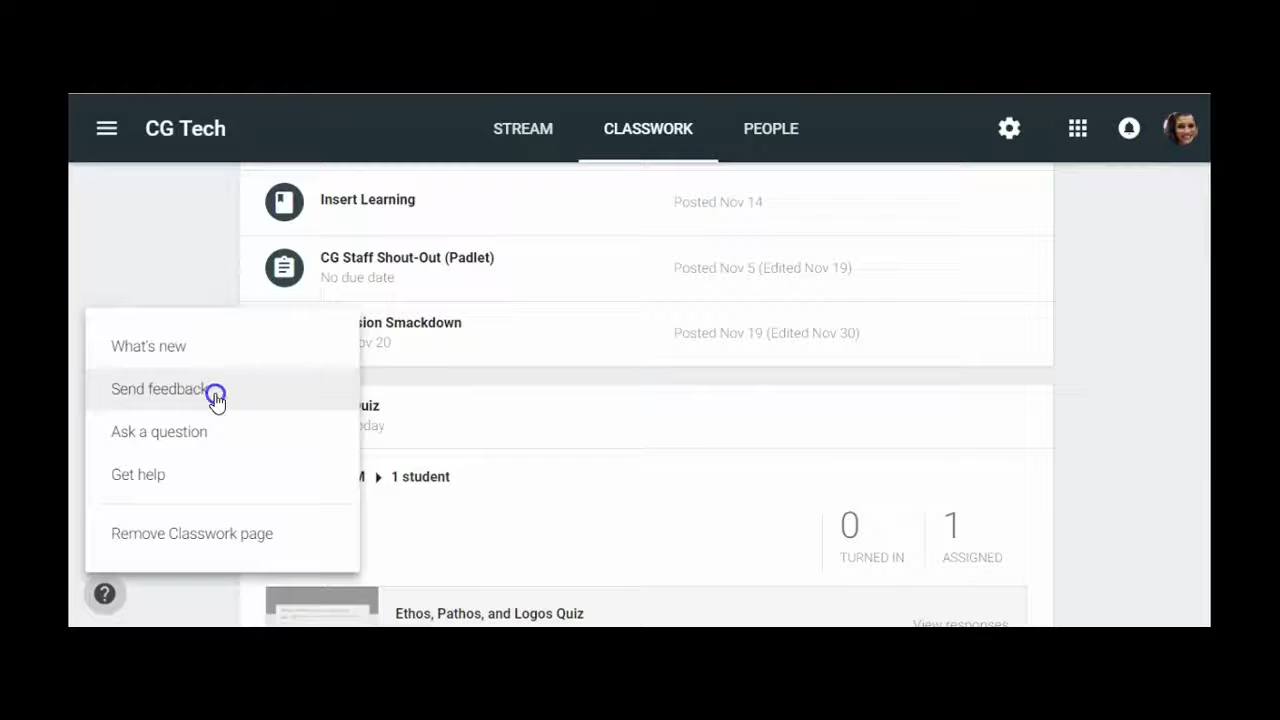 CG Tech
STREAM CLASSWORK PEOPLE
Insert Learning
Posted Nov 14
CG Staff Shout-Out (Padlet)
No due date
Posted Nov 5 (Edited Nov 19)
sion Smackdown
ov 20
Posted Nov 19 (Edited Nov 30)
What's new
Send feedback
Ask a question
Get help
Remove Classwork page
uiz
day
M ▸ 1 student
0
TURNED IN
1
ASSIGNED
Ethos, Pathos, and Logos Quiz
View responses
?